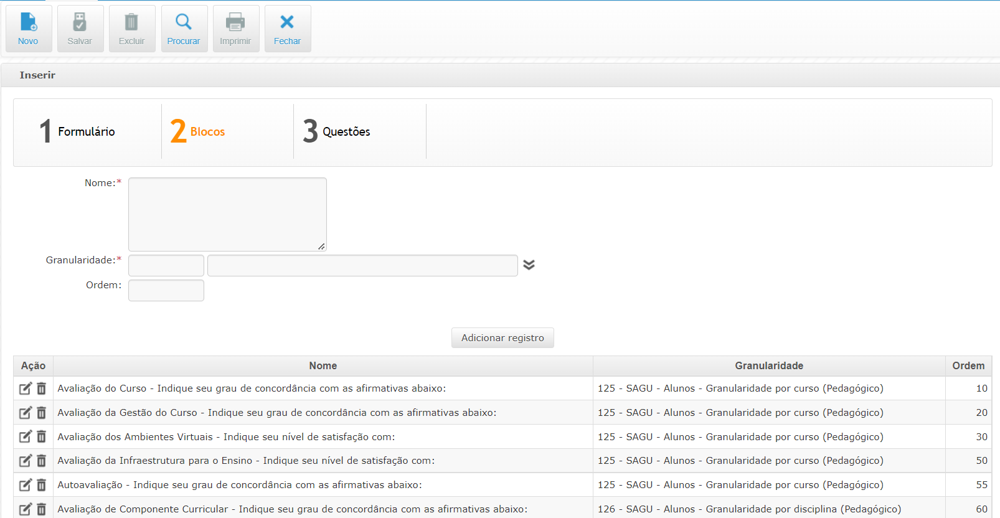 Novo Salvar Excluir Procurar Imprimir Fechar
Inserir
1 Formulário 2 Blocos 3 Questões
Nome:*
Granularidade:*
Ordem:
Adicionar registro
Ação Nome Granularidade Ordem
Avaliação do Curso - Indique seu grau de concordância com as afirmativas abaixo: 125 - SAGU - Alunos - Granularidade por curso (Pedagógico) 10
Avaliação da Gestão do Curso - Indique seu grau de concordância com as afirmativas abaixo: 125 - SAGU - Alunos - Granularidade por curso (Pedagógico) 20
Avaliação dos Ambientes Virtuais - Indique seu nível de satisfação com: 125 - SAGU - Alunos - Granularidade por curso (Pedagógico) 30
Avaliação da Infraestrutura para o Ensino - Indique seu nível de satisfação com: 125 - SAGU - Alunos - Granularidade por curso (Pedagógico) 50
Autoavaliação - Indique seu grau de concordância com as afirmativas abaixo: 125 - SAGU - Alunos - Granularidade por curso (Pedagógico) 55
Avaliação de Componente Curricular - Indique seu grau de concordância com as afirmativas abaixo: 126 - SAGU - Alunos - Granularidade por disciplina (Pedagógico) 60